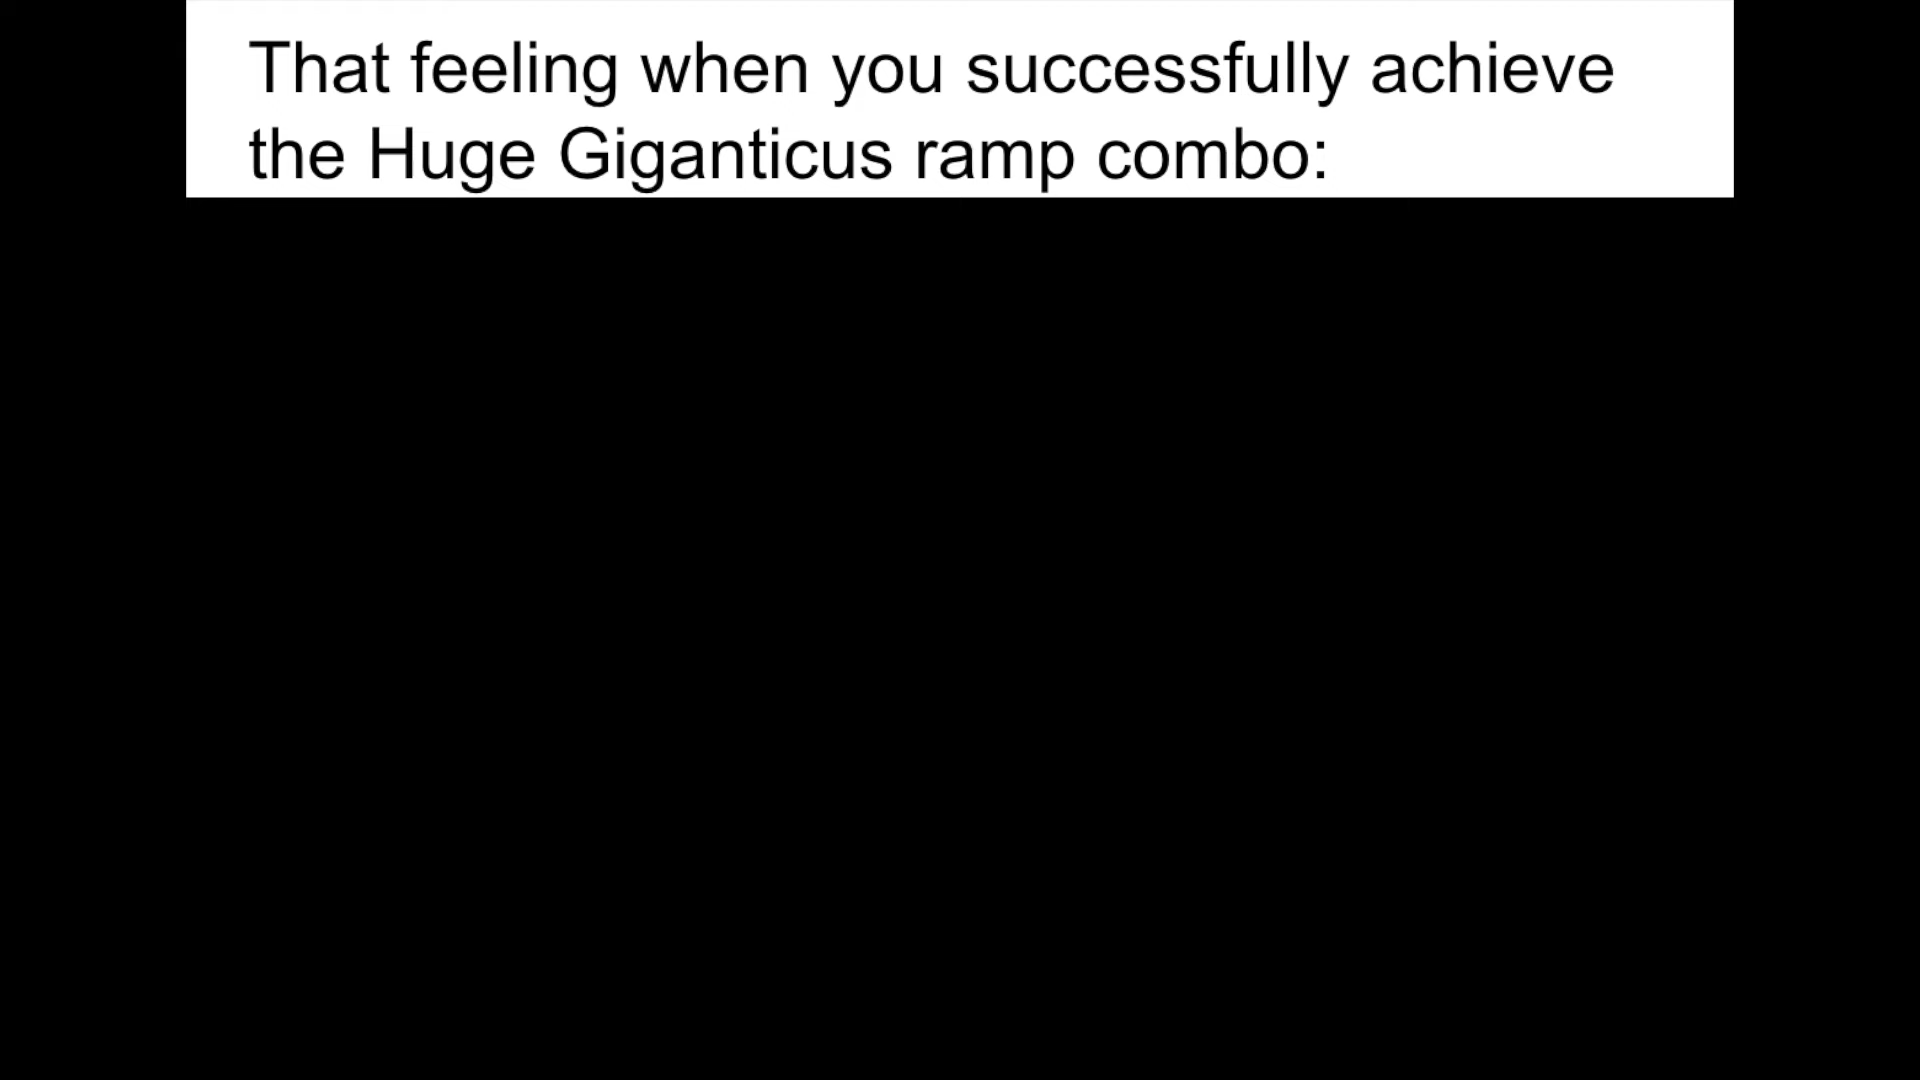 That feeling when you successfully achieve
the Huge Giganticus ramp combo: